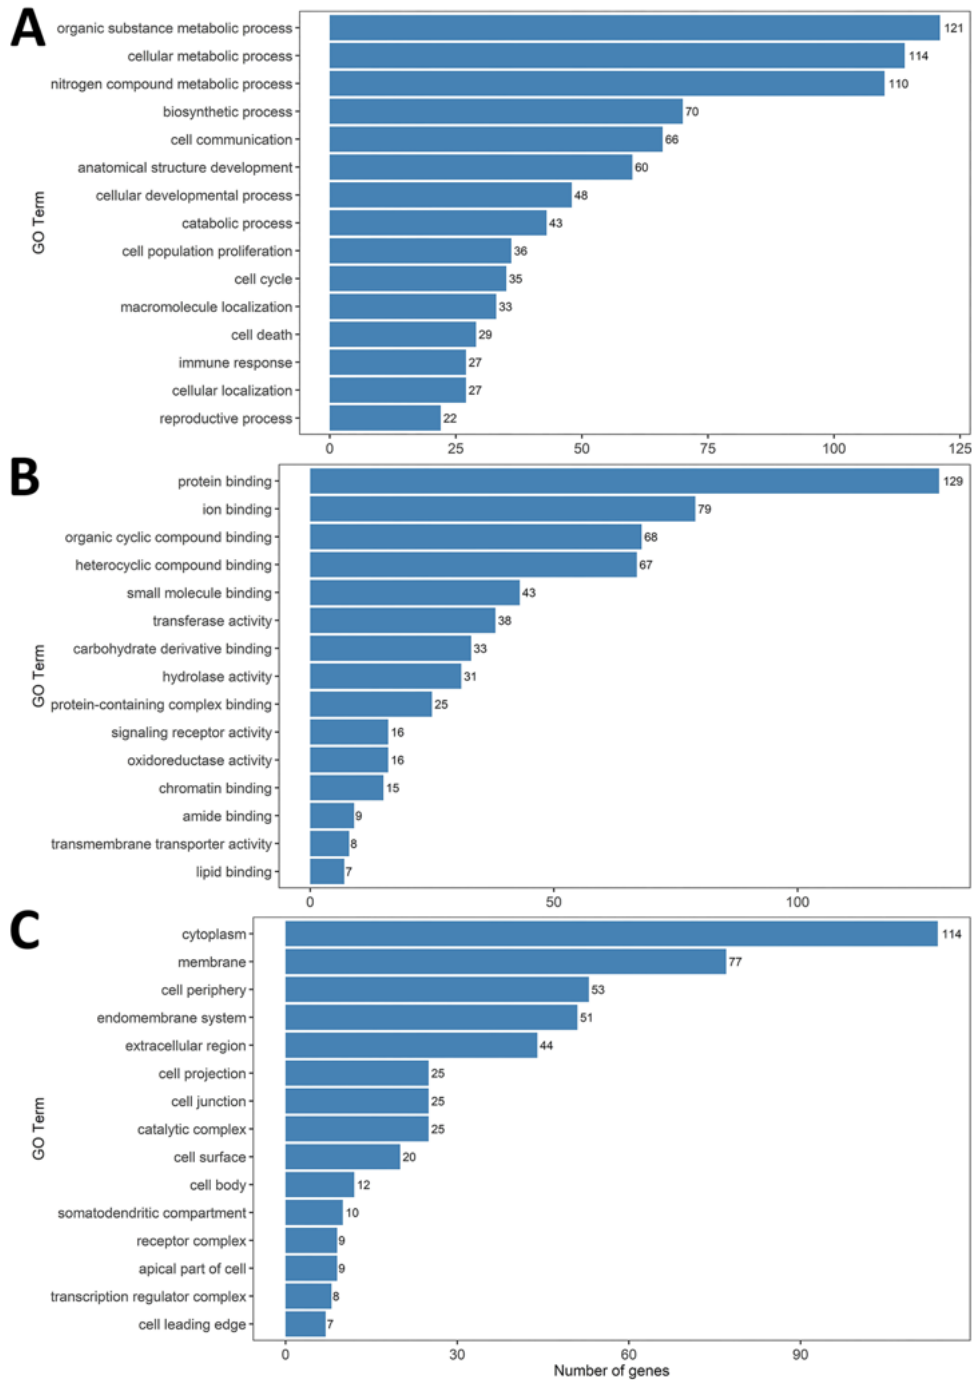 A
GO Term
organic substance metabolic process 121
cellular metabolic process 114
nitrogen compound metabolic process 110
biosynthetic process 70
cell communication 66
anatomical structure development 60
cellular developmental process 48
catabolic process 43
cell population proliferation 36
cell cycle 35
macromolecule localization 33
cell death 29
immune response 27
cellular localization 27
reproductive process 22
0 25 50 75 100 125
B
GO Term
protein binding 129
ion binding 79
organic cyclic compound binding 68
heterocyclic compound binding 67
small molecule binding 43
transferase activity 38
carbohydrate derivative binding 33
hydrolase activity 31
protein-containing complex binding 25
signaling receptor activity 16
oxidoreductase activity 16
chromatin binding 15
amide binding 9
transmembrane transporter activity 8
lipid binding 7
0 50 100
C
GO Term
cytoplasm 114
membrane 77
cell periphery 53
endomembrane system 51
extracellular region 44
cell projection 25
cell junction 25
catalytic complex 25
cell surface 20
cell body 12
somatodendritic compartment 10
receptor complex 9
apical part of cell 9
transcription regulator complex 8
cell leading edge 7
0 30 60 90
Number of genes